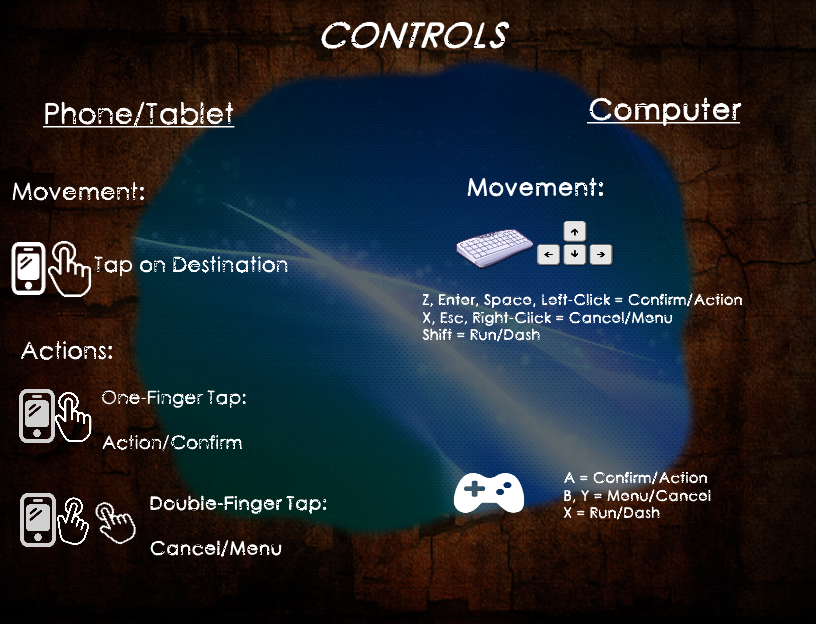 CONTROLS
Phone/Tablet
Movement:
Tap on Destination
Actions:
One-Finger Tap:
Action/Confirm
Double-Finger Tap:
Cancel/Menu
Computer
Movement:
Z, Enter, Space, Left-Click = Confirm/Action
X, Esc, Right-Click = Cancel/Menu
Shift = Run/Dash
A = Confirm/Action
B, Y = Menu/Cancel
X = Run/Dash